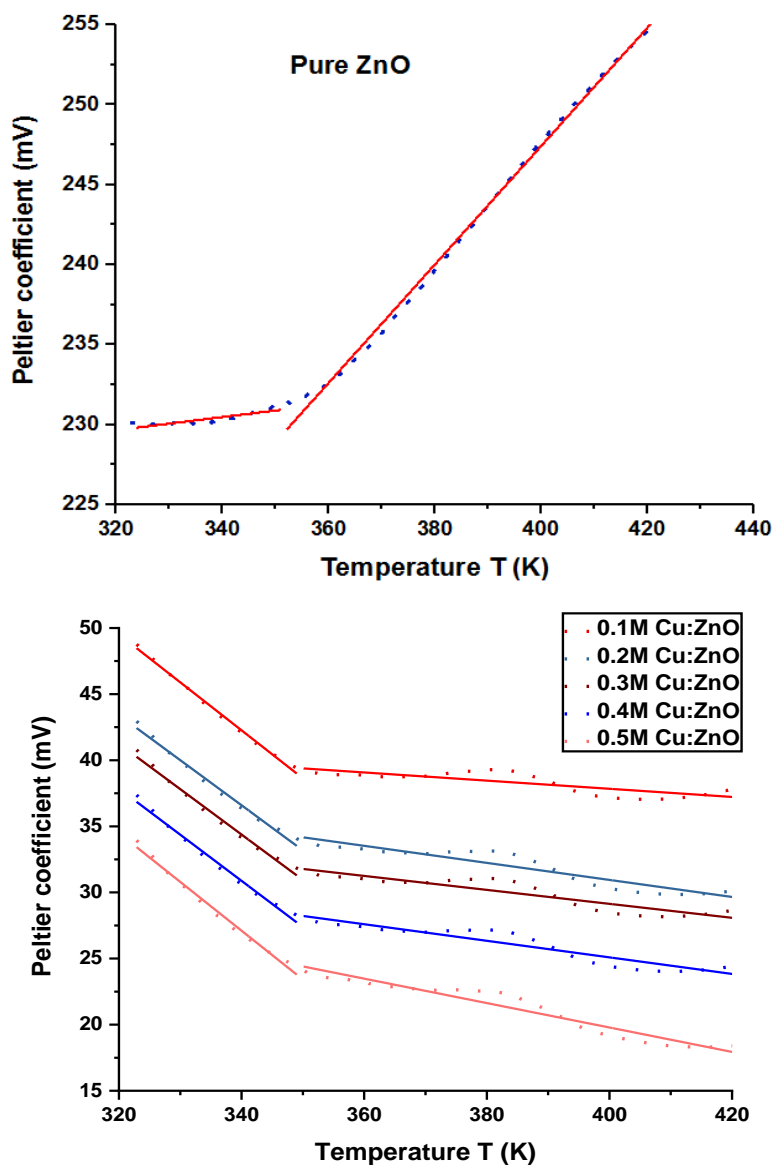 255
Pure ZnO
250
245
240
235
230
225
Peltier coefficient (mV)
320 340 360 380 400 420 440
Temperature T (K)
50
45
40
35
30
25
20
15
Peltier coefficient (mV)
0.1M Cu:ZnO
0.2M Cu:ZnO
0.3M Cu:ZnO
0.4M Cu:ZnO
0.5M Cu:ZnO
320 340 360 380 400 420
Temperature T (K)